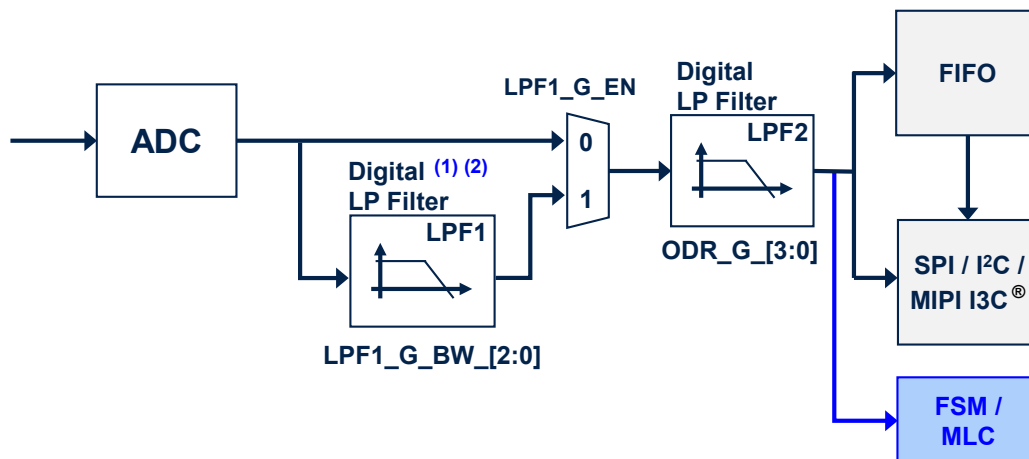 ADC
Digital (1) (2)
LP Filter
LPF1
LPF1_G_BW_[2:0]
LPF1_G_EN
0
1
Digital
LP Filter
LPF2
ODR_G_[3:0]
FIFO
SPI / I²C /
MIPI I3C®
FSM /
MLC